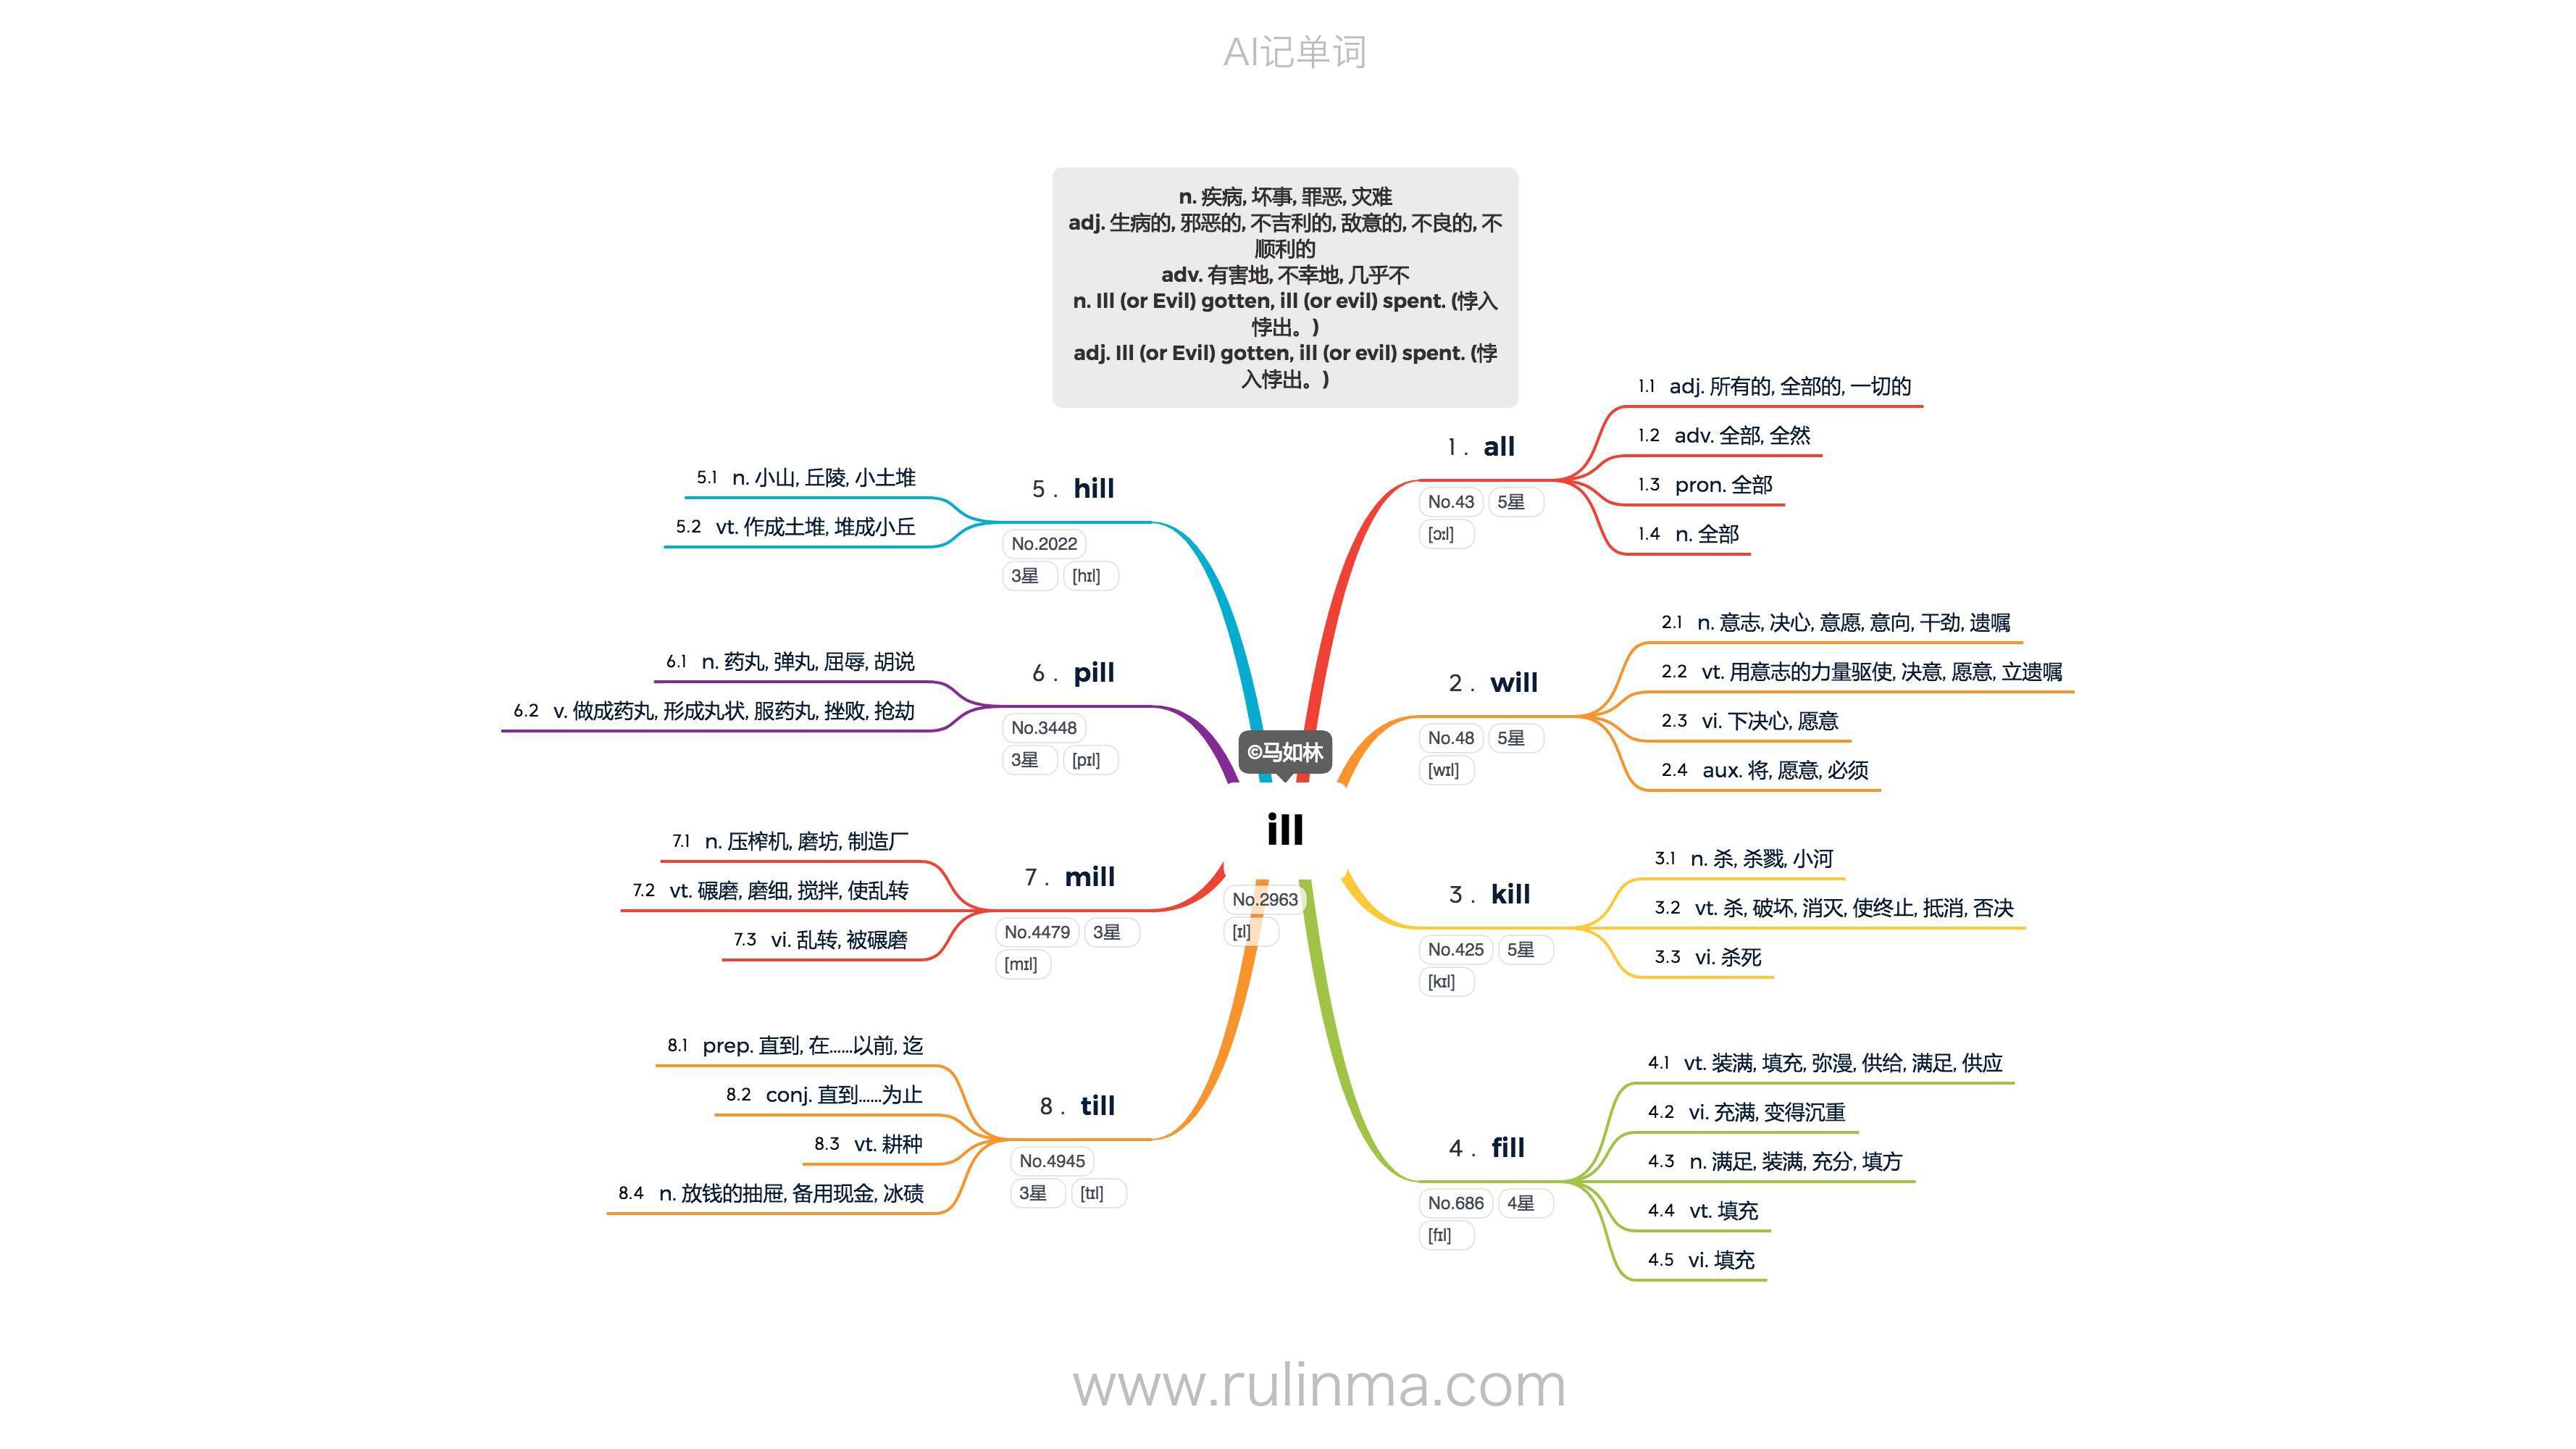 AI记单词
n. 疾病, 坏事, 罪恶, 灾难
adj. 生病的, 邪恶的, 不吉利的, 敌意的, 不良的, 不
顺利的
adv. 有害地, 不幸地, 几乎不
n. Ill (or Evil) gotten, ill (or evil) spent. (悖入
悖出。)
adj. Ill (or Evil) gotten, ill (or evil) spent. (悖
入悖出。)
©马如林
ill
No.2963
[ɪl]
1. all
No.43 5星
[ɔːl]
1.1 adj. 所有的, 全部的, 一切的
1.2 adv. 全部, 全然
1.3 pron. 全部
1.4 n. 全部
2. will
No.48 5星
[wɪl]
2.1 n. 意志, 决心, 意愿, 意向, 干劲, 遗嘱
2.2 vt. 用意志的力量驱使, 决意, 愿意, 立遗嘱
2.3 vi. 下决心, 愿意
2.4 aux. 将, 愿意, 必须
3. kill
No.425 5星
[kɪl]
3.1 n. 杀, 杀戮, 小河
3.2 vt. 杀, 破坏, 消灭, 使终止, 抵消, 否决
3.3 vi. 杀死
4. fill
No.686 4星
[fɪl]
4.1 vt. 装满, 填充, 弥漫, 供给, 满足, 供应
4.2 vi. 充满, 变得沉重
4.3 n. 满足, 装满, 充分, 填方
4.4 vt. 填充
4.5 vi. 填充
5. hill
No.2022
3星 [hɪl]
5.1 n. 小山, 丘陵, 小土堆
5.2 vt. 作成土堆, 堆成小丘
6. pill
No.3448
3星 [pɪl]
6.1 n. 药丸, 弹丸, 屈辱, 胡说
6.2 v. 做成药丸, 形成丸状, 服药丸, 挫败, 抢劫
7. mill
No.4479 3星
[mɪl]
7.1 n. 压榨机, 磨坊, 制造厂
7.2 vt. 碾磨, 磨细, 搅拌, 使乱转
7.3 vi. 乱转, 被碾磨
8. till
No.4945
3星 [tɪl]
8.1 prep. 直到, 在……以前, 迄
8.2 conj. 直到……为止
8.3 vt. 耕种
8.4 n. 放钱的抽屉, 备用现金, 冰碛
www.rulinma.com